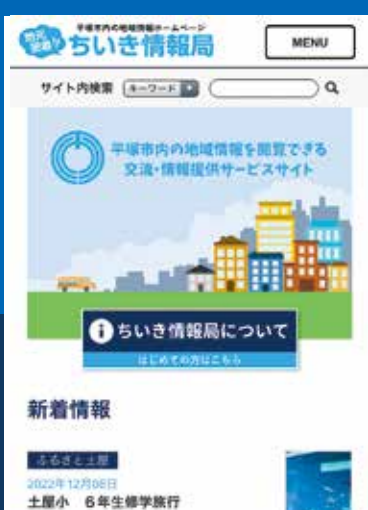 平塚市内の地域情報ホームページ
地元密着!
ちいき情報局
MENU
サイト内検索
キーワード
平塚市内の地域情報を閲覧できる
交流・情報提供サービスサイト
ちいき情報局について
はじめての方はこちら
新着情報
ふるさと土屋
2022年12月06日
土屋小 6年生修学旅行